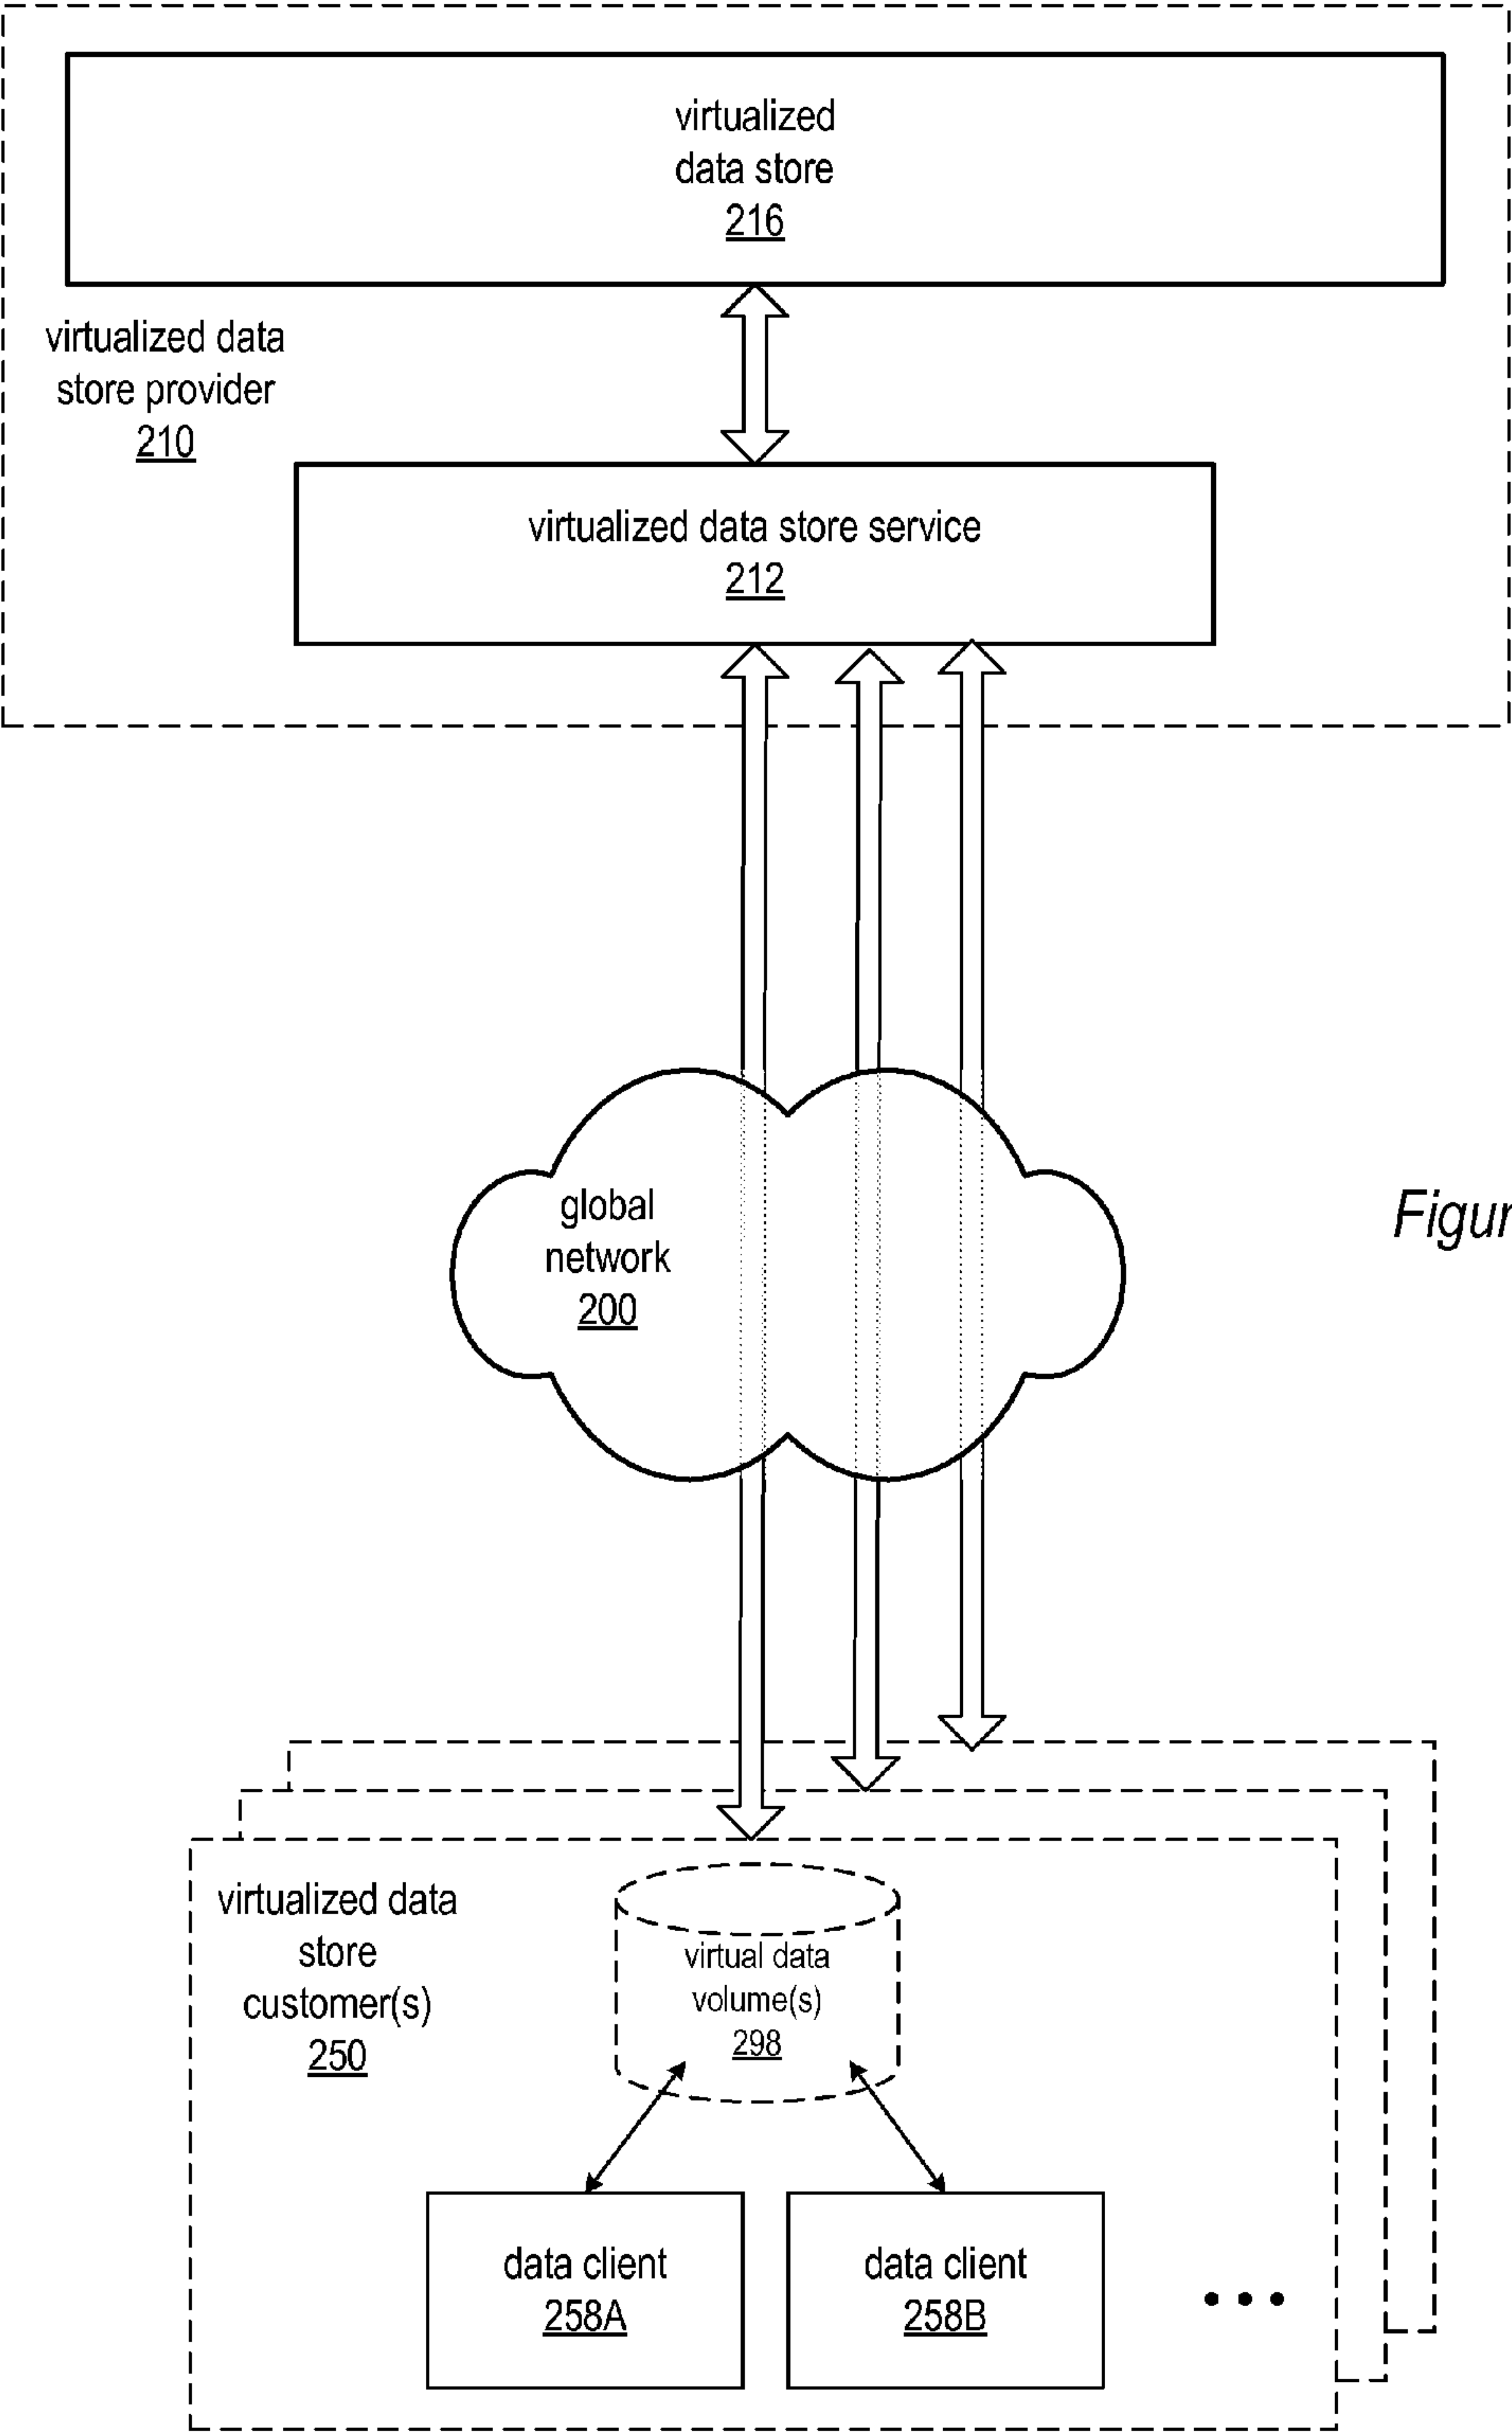 virtualized
data store
216
virtualized data
store provider
210
virtualized data store service
212
global
network
200
Figur
virtualized data
store
customer(s)
250
virtual data
volume(s)
298
data client
258A
data client
258B